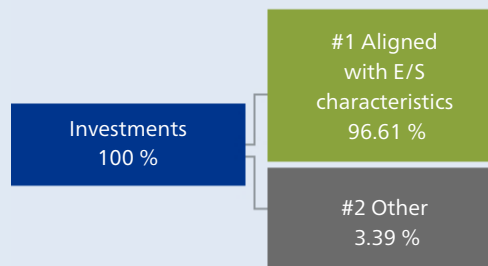 Investments
100 %
#1 Aligned
with E/S
characteristics
96.61 %
#2 Other
3.39 %